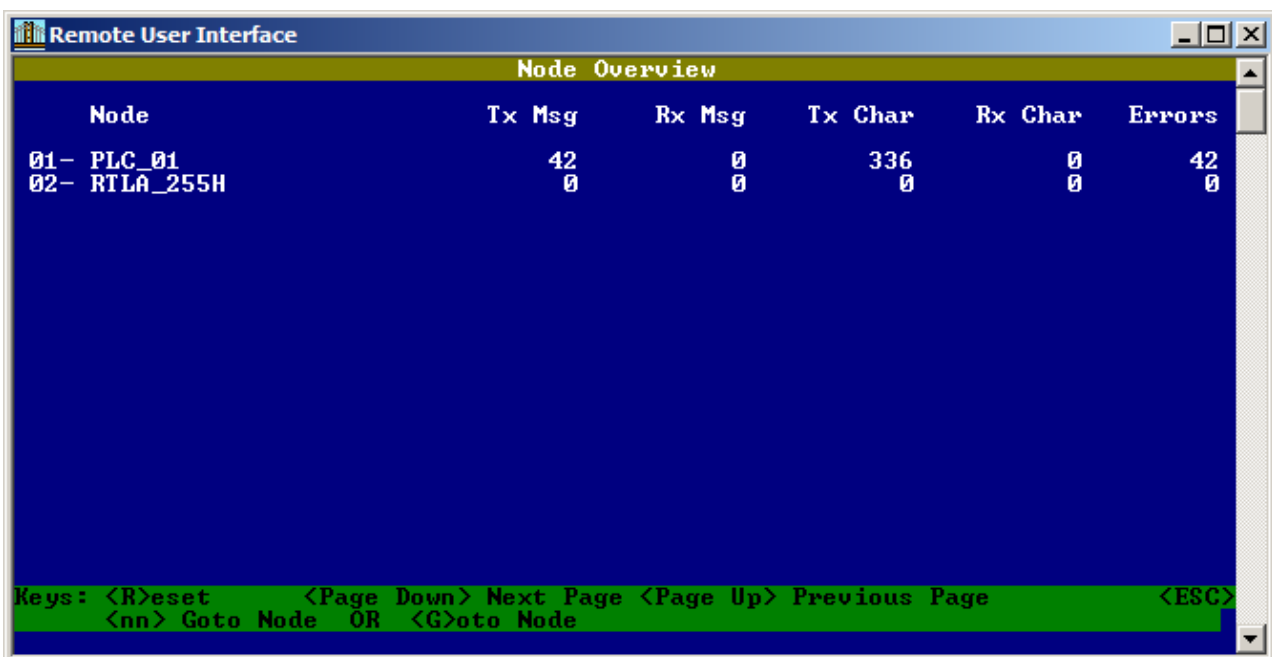 Remote User Interface
Node Overview
Node Tx Msg Rx Msg Tx Char Rx Char Errors
01- PLC_01 42 0 336 0 42
02- RTLA_255H 0 0 0 0 0
Keys: <R>eset <Page Down> Next Page <Page Up> Previous Page <ESC>
<nn> Goto Node OR <G>oto Node